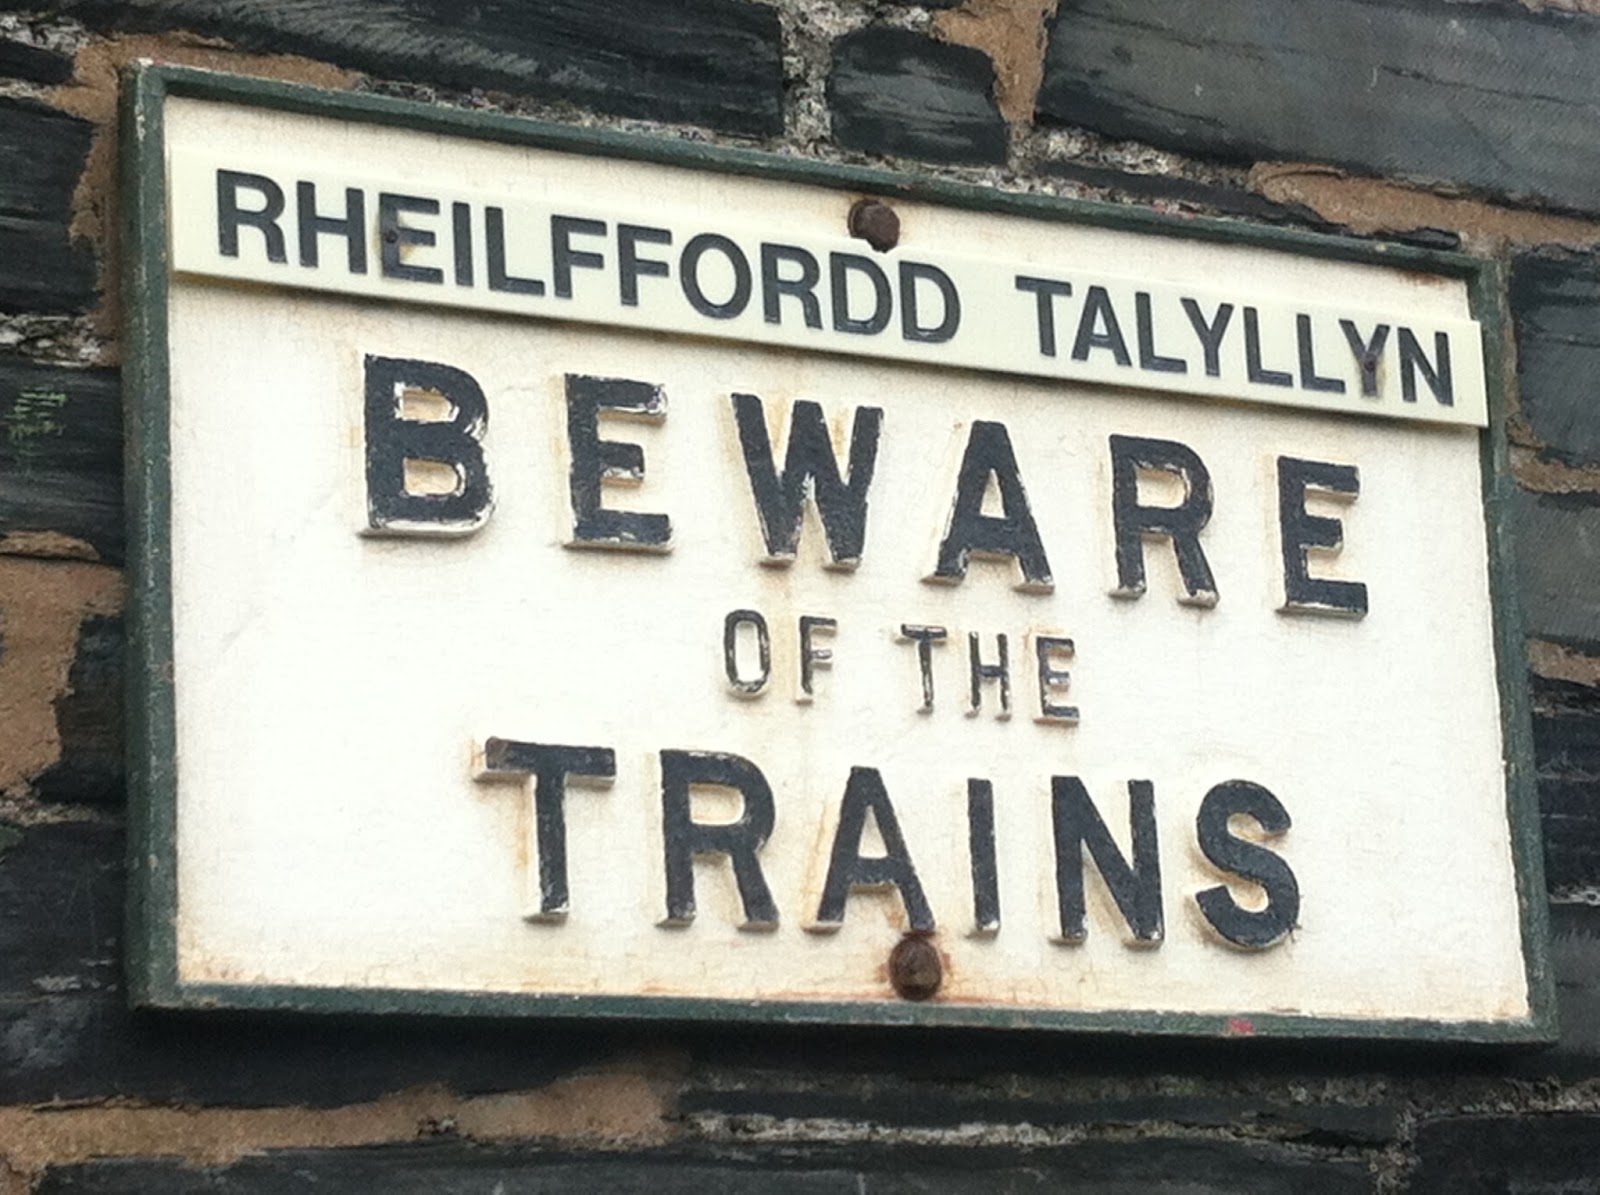 RHEILFFORDD TALYLLYN
BEWARE
OF THE
TRAINS